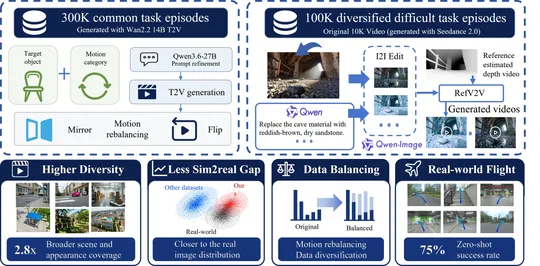 300K common task episodes
Generated with Wan2.2 14B T2V
Target
object
Motion
category
Qwen3.6-27B
Prompt refinement
T2V generation
Mirror
Motion
rebalancing
Flip
100K diversified difficult task episodes
Original 10K Video (generated with Seedance 2.0)
I2I Edit
Reference
estimated
depth video
RefV2V
Generated videos
Qwen
Replace the cave material with
reddish-brown, dry sandstone.
Qwen-Image
Higher Diversity
2.8x
Broader scene and
appearance coverage
Less Sim2real Gap
Other datasets
Our
Real-world
Closer to the real
image distribution
Data Balancing
Original
Balanced
Motion rebalancing
Data diversification
Real-world Flight
75%
Zero-shot
success rate